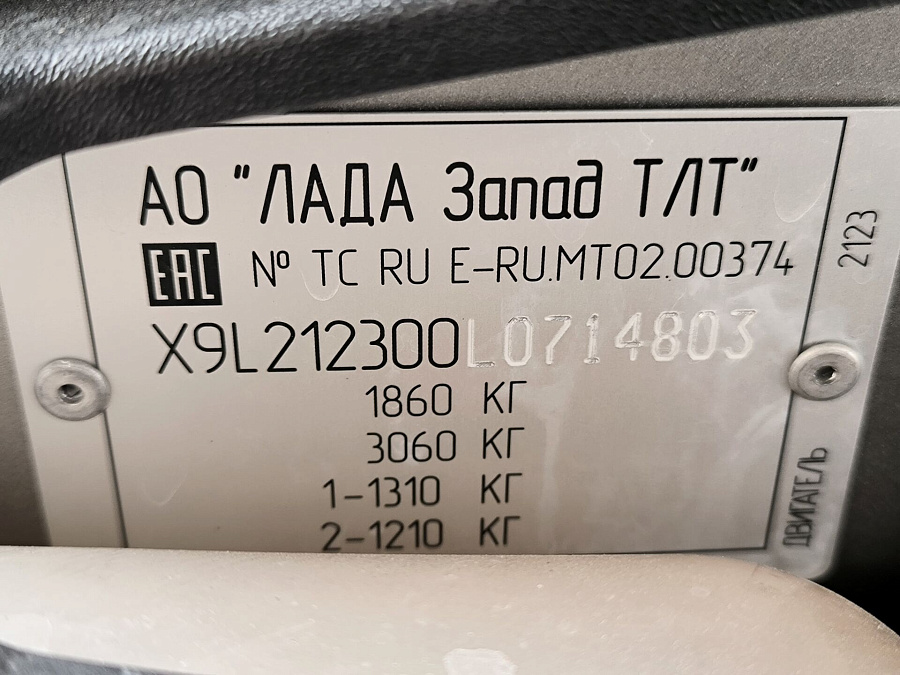 АО "ЛАДА Запад ТЛТ"
EAC № ТС RU E-RU.MT02.00374
X9L212300L0714803
1860 КГ
3060 КГ
1-1310 КГ
2-1210 КГ
2123
ДВИГАТЕЛЬ